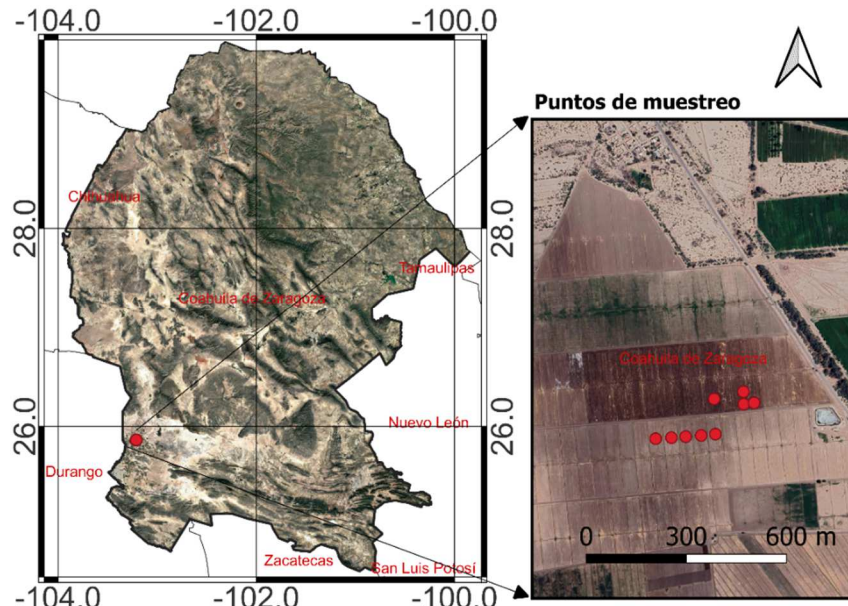 -104.0 -102.0 -100.0
Puntos de muestreo
28.0
28.0
Chihuahua
Tamaulipas
Coahuila de Zaragoza
Coahuila de Zaragoza
26.0
26.0
Nuevo León
Durango
0 300 600 m
Zacatecas
San Luis Potosí
-104.0 -102.0 -100.0